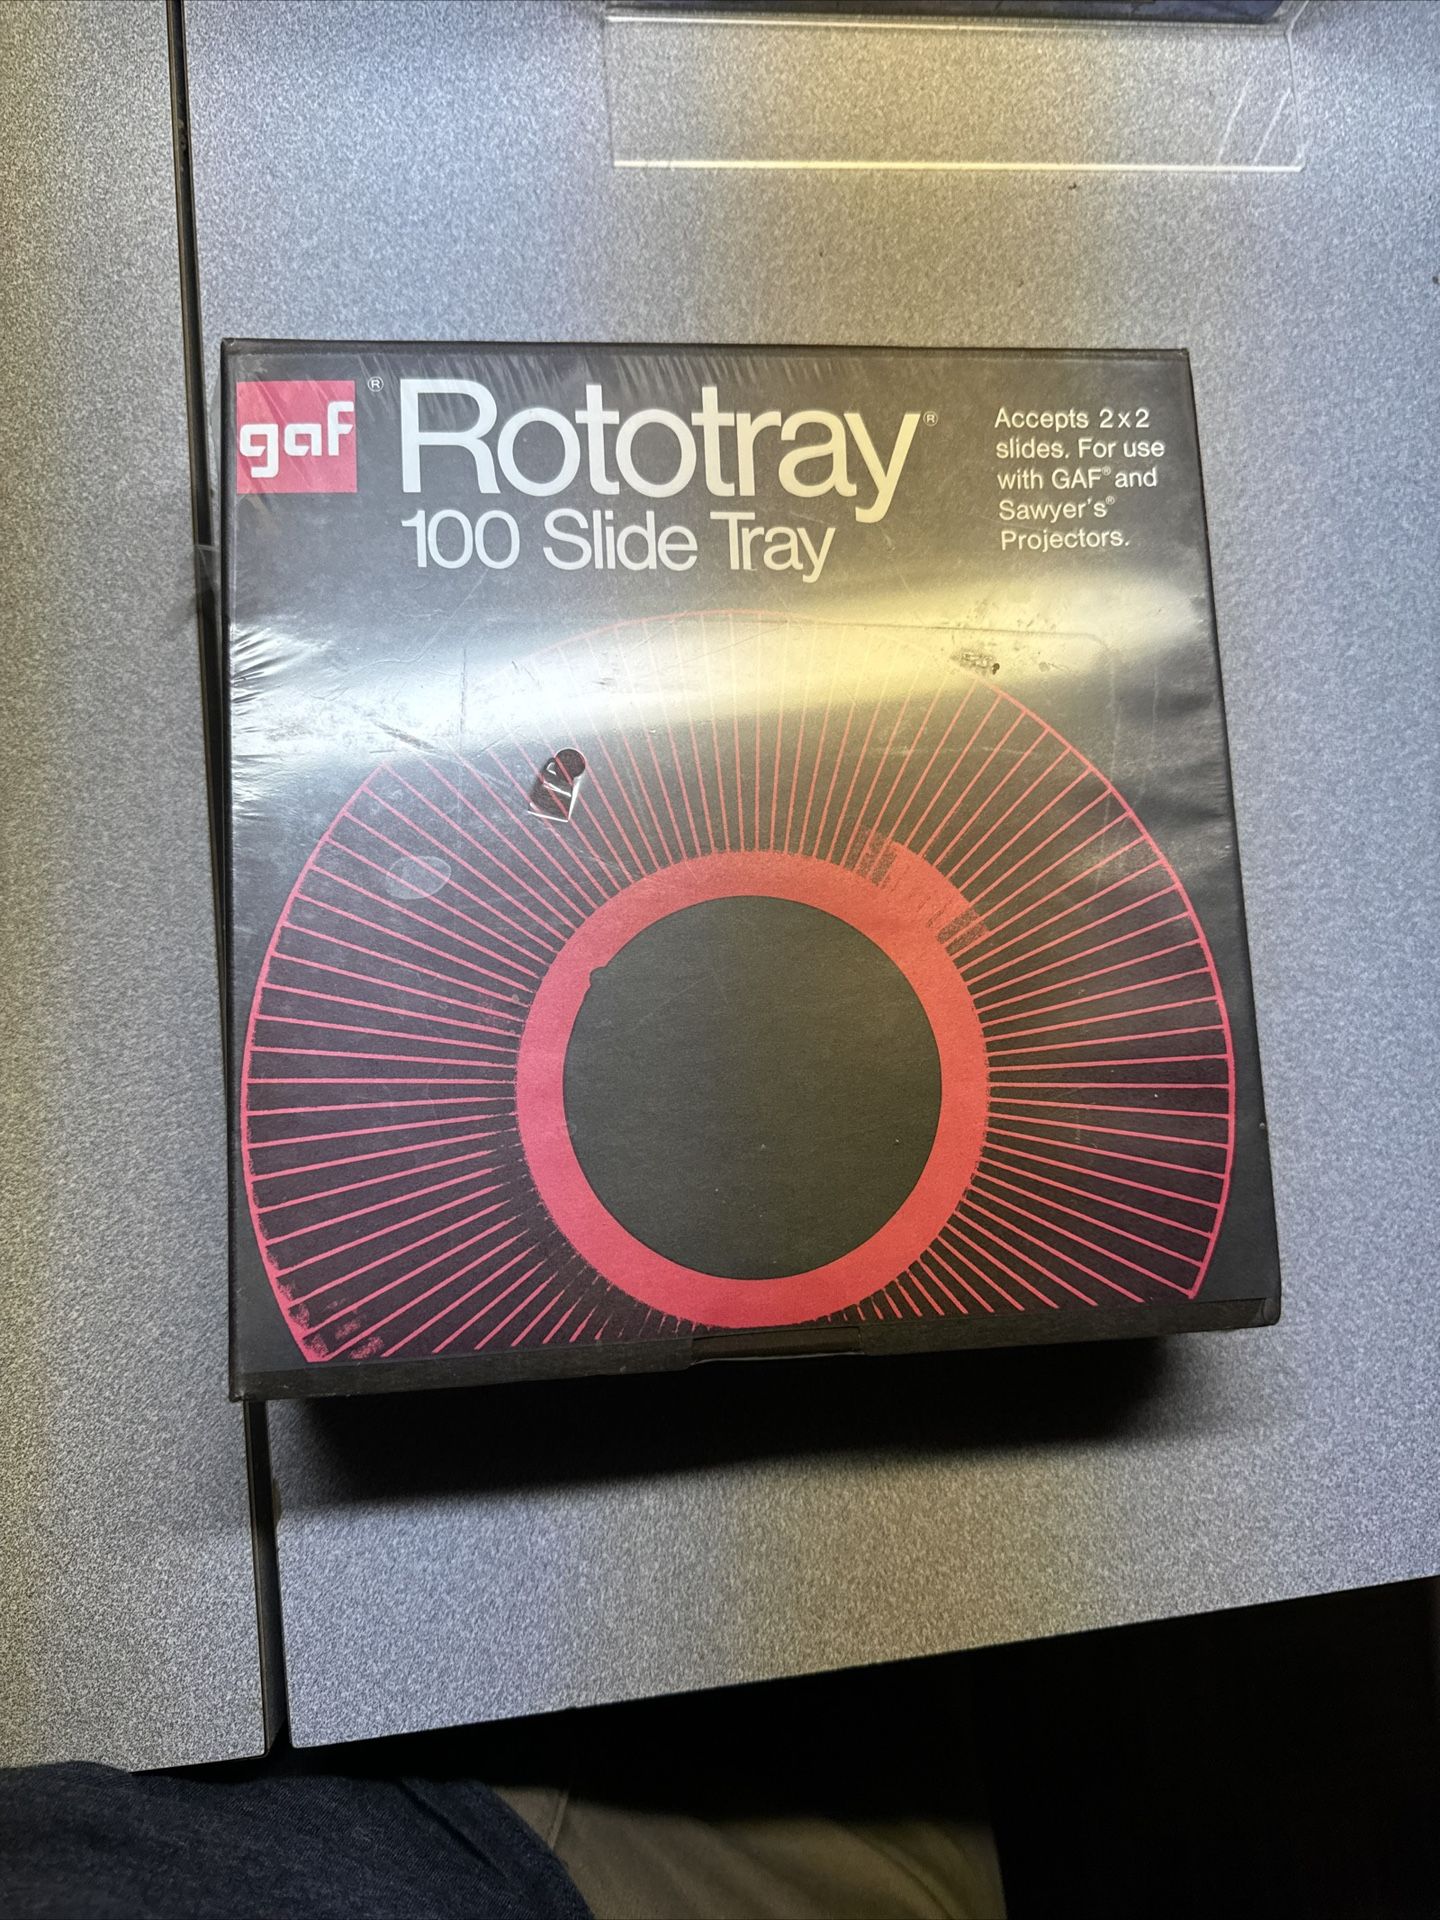 gaf®
Rototray®
100 Slide Tray
Accepts 2x2
slides. For use
with GAF® and
Sawyer's®
Projectors.